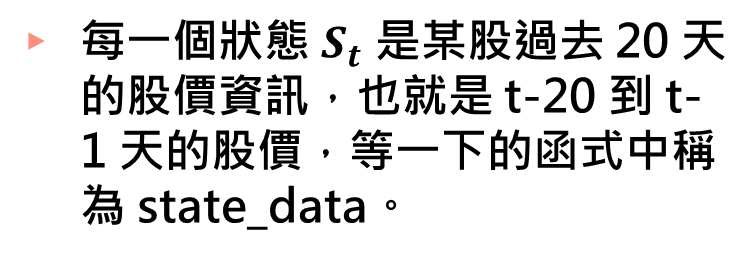 每一個狀態 Sₜ 是某股過去 20 天
的股價資訊，也就是 t-20 到 t-
1 天的股價，等一下的函式中稱
為 state_data。